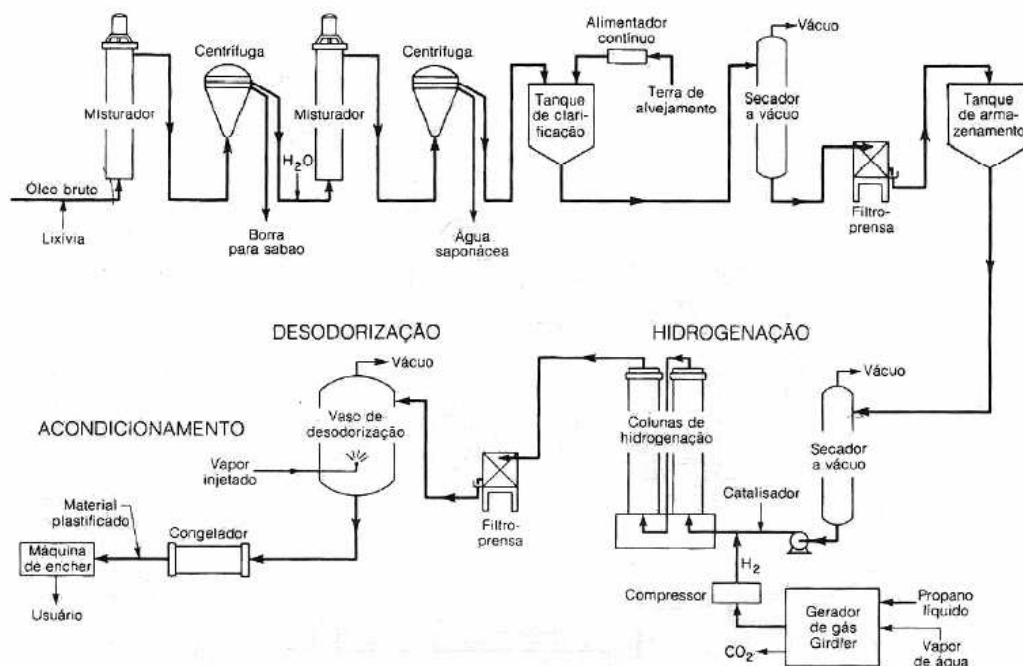 Misturador
Centrífuga
Misturador
Centrífuga
Alimentador
contínuo
Terra de
alvejamento
Tanque
de clari-
ficação
Vácuo
Secador
a vácuo
Tanque
de arma-
zenamento
Óleo bruto
Lixívia
Borra
para sabao
H₂O
Água
saponácea
Filtro-
prensa
DESODORIZAÇÃO
HIDROGENAÇÃO
Vácuo
Vaso de
desodorização
Colunas de
hidrogenação
Vácuo
Secador
a vácuo
ACONDICIONAMENTO
Vapor
injetado
Filtro-
prensa
Catalisador
Material
plastificado
Congelador
Máquina
de encher
Usuário
H₂
Compressor
Gerador
de gás
Girdler
Propano
líquido
Vapor
de água
CO₂